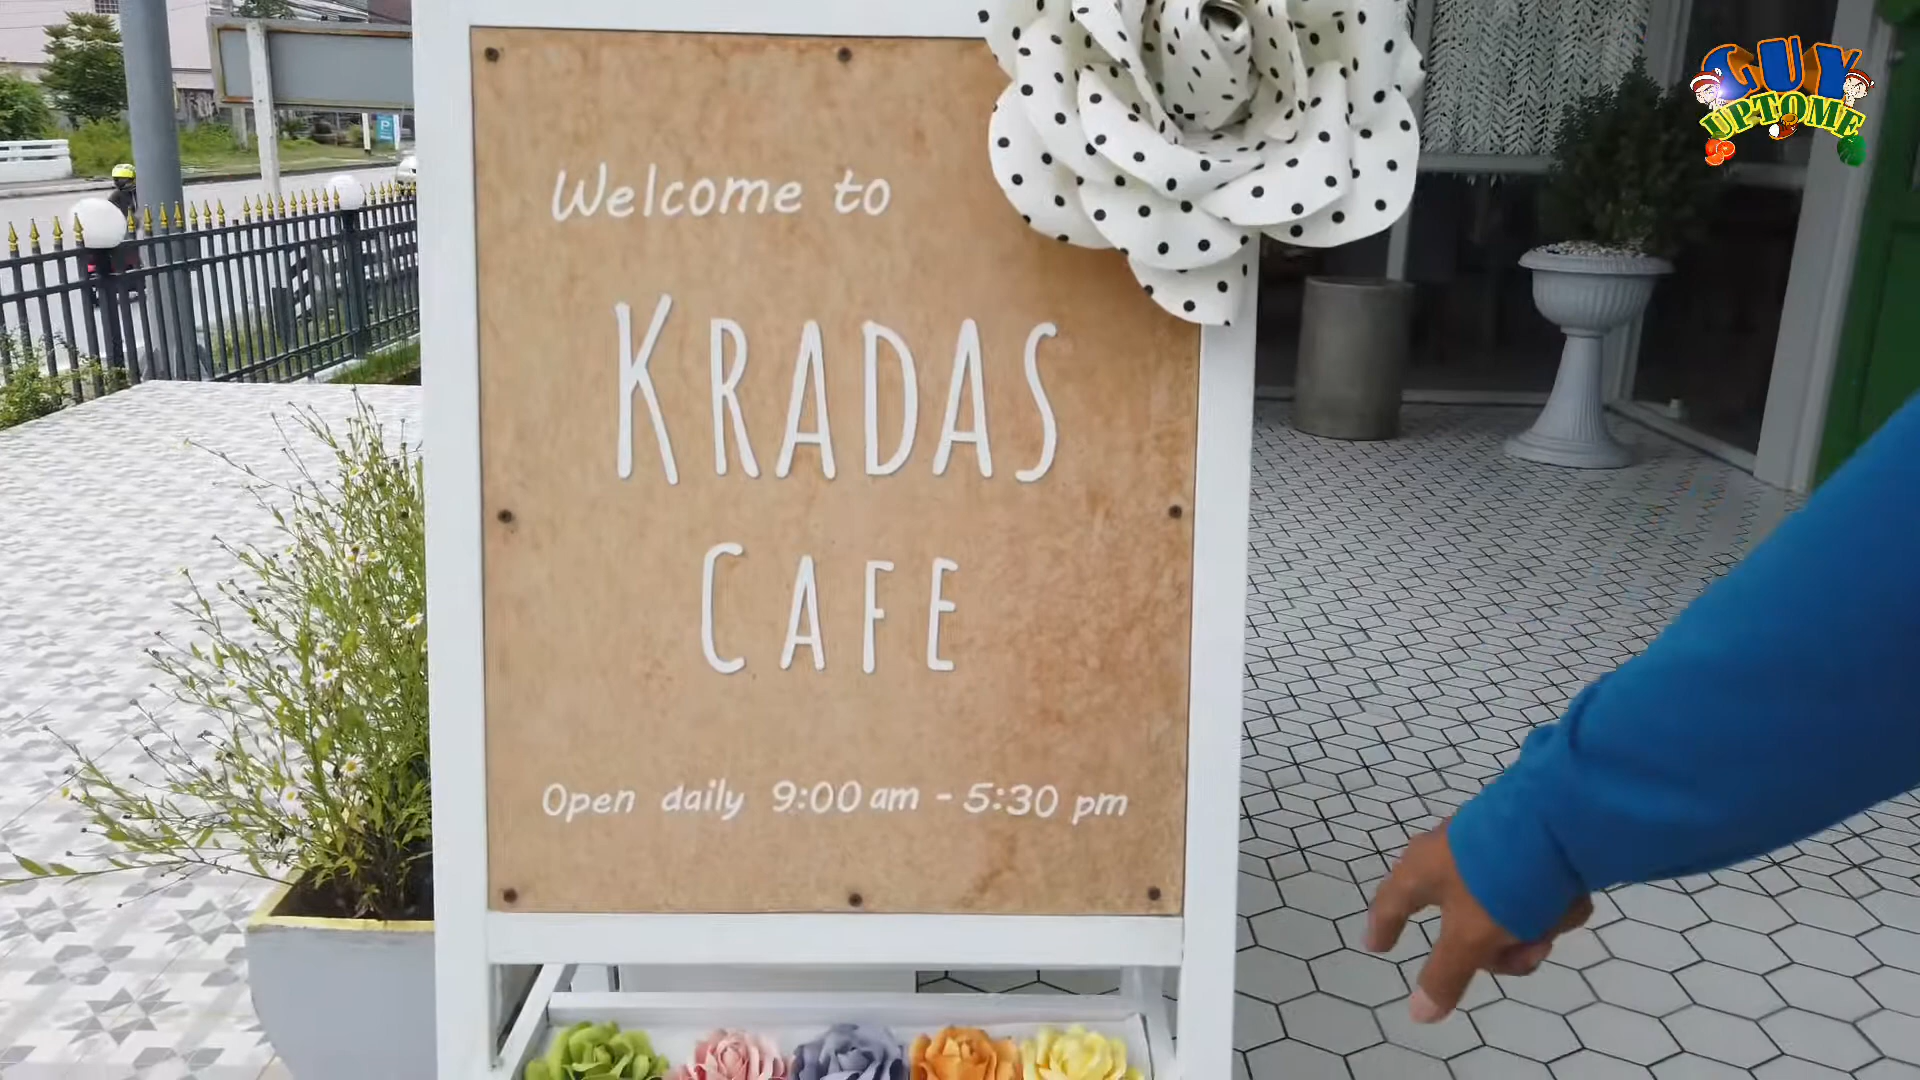 Welcome to
KRADAS
CAFE
Open daily 9:00 am - 5:30 pm
GUY
UPTOME
P